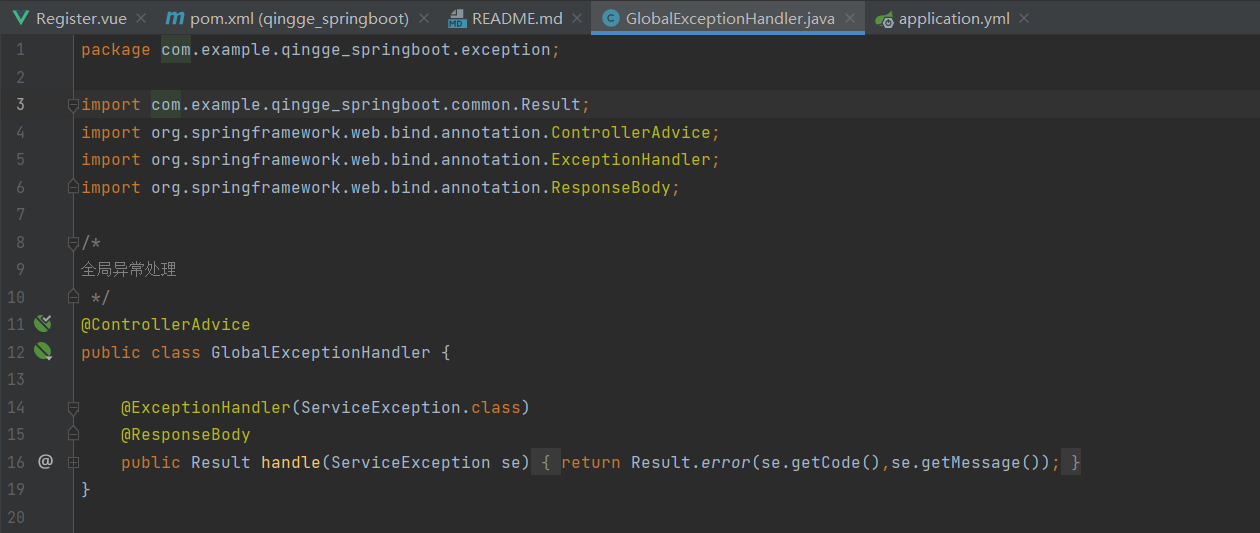 Register.vue pom.xml (qingge_springboot) README.md GlobalExceptionHandler.java application.yml
1 package com.example.qingge_springboot.exception;
2
3 import com.example.qingge_springboot.common.Result;
4 import org.springframework.web.bind.annotation.ControllerAdvice;
5 import org.springframework.web.bind.annotation.ExceptionHandler;
6 import org.springframework.web.bind.annotation.ResponseBody;
7
8 /*
9 全局异常处理
10 */
11 @ControllerAdvice
12 public class GlobalExceptionHandler {
13
14 @ExceptionHandler(ServiceException.class)
15 @ResponseBody
16 @ public Result handle(ServiceException se) { return Result.error(se.getCode(),se.getMessage()); }
19 }
20